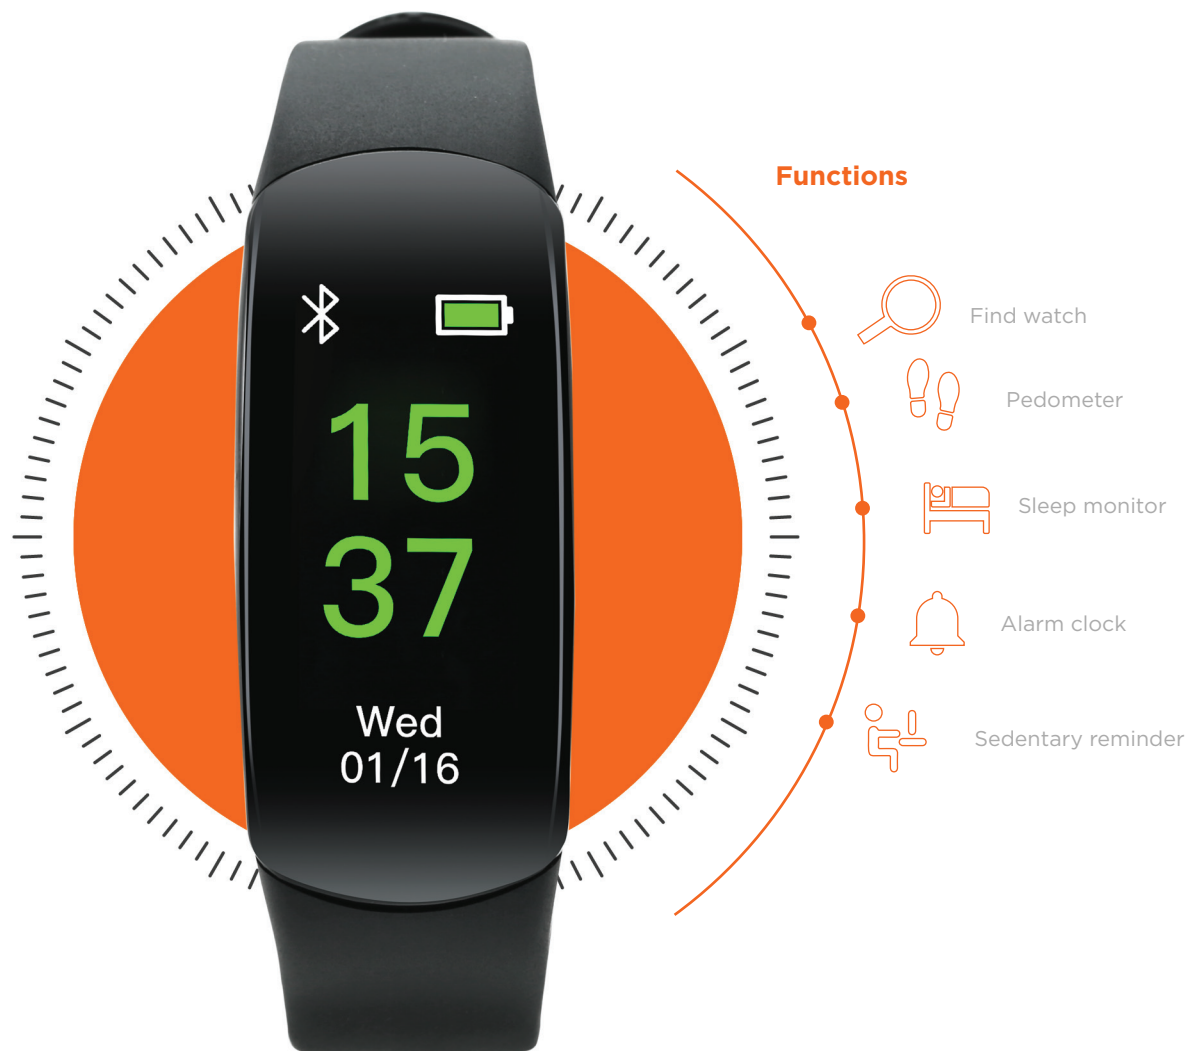 15
37
Wed
01/16
Functions
Find watch
Pedometer
Sleep monitor
Alarm clock
Sedentary reminder